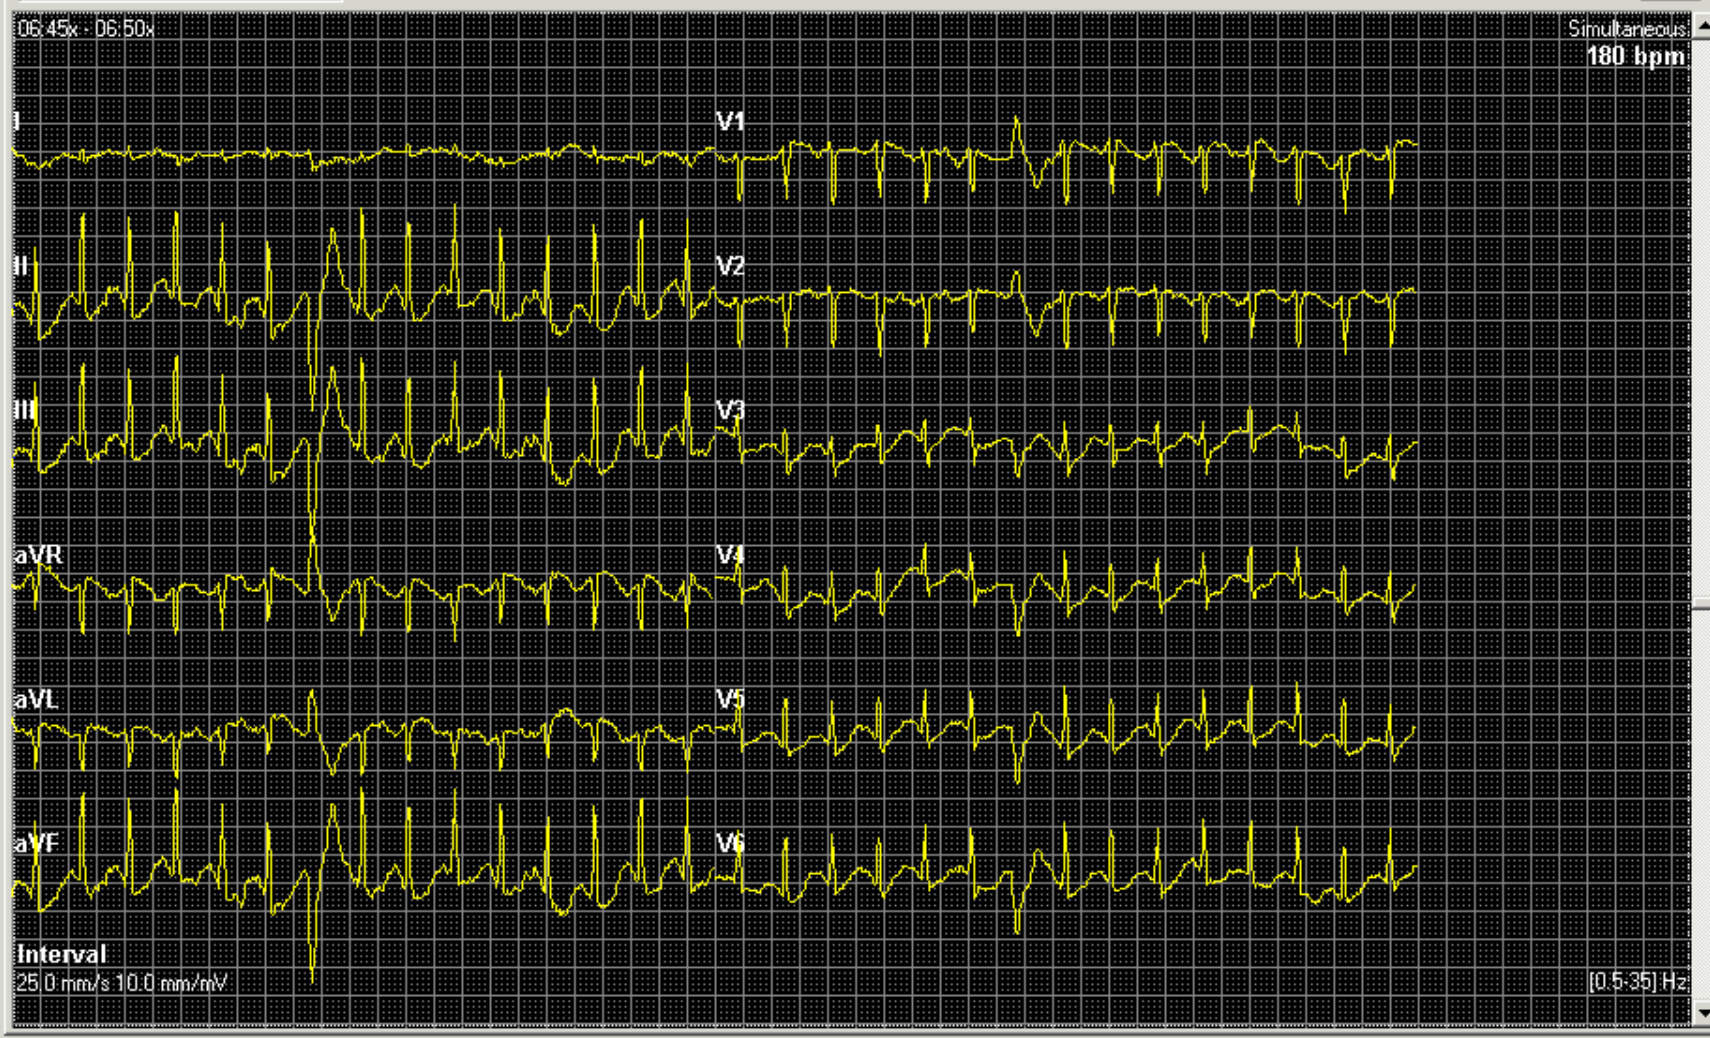 06:45x - 06:50x
Simultaneous
180 bpm
I
V1
II
V2
III
V3
aVR
V4
aVL
V5
aVF
V6
Interval
25.0 mm/s 10.0 mm/mV
[0.5-35] Hz